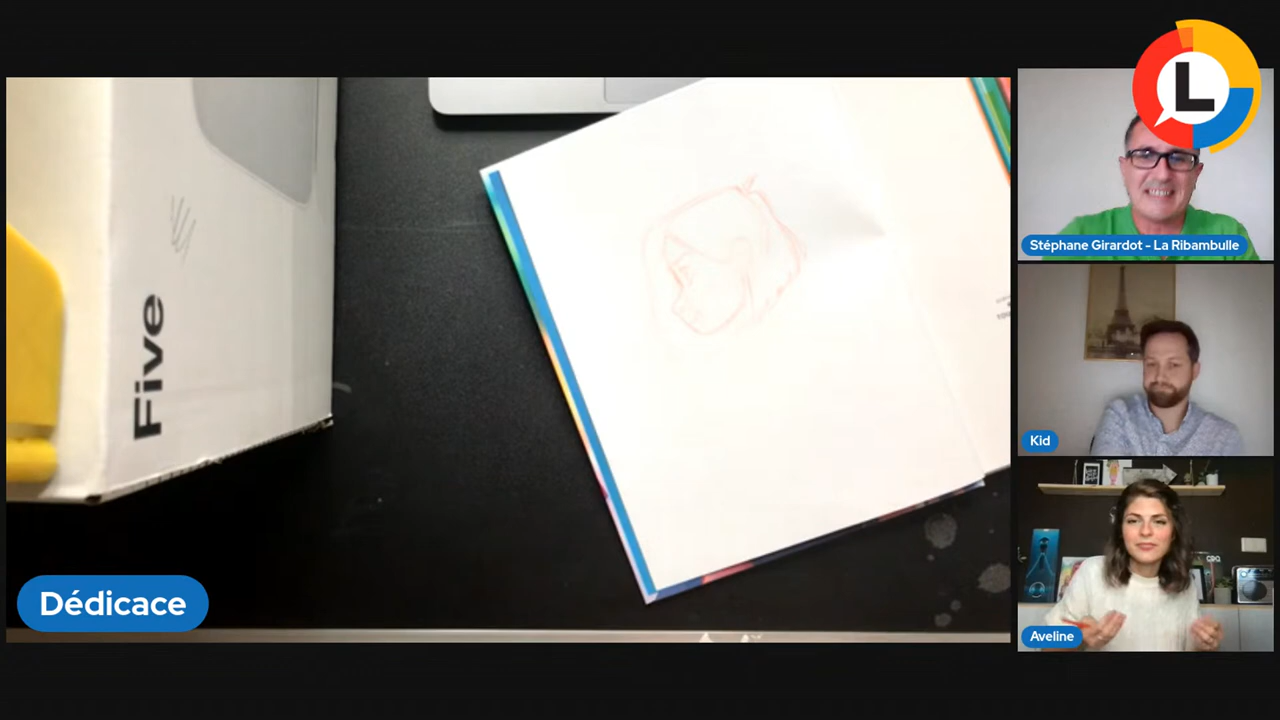 Five
Dédicace
L
Stéphane Girardot - La Ribambulle
Kid
Aveline